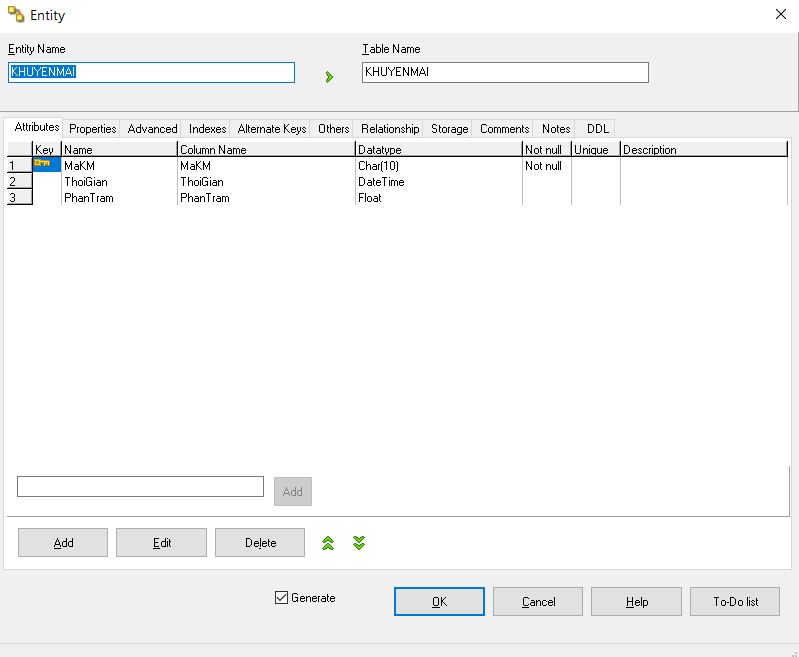 Entity
Entity Name
Table Name
KHUYENMAI
KHUYENMAI
Attributes Properties Advanced Indexes Alternate Keys Others Relationship Storage Comments Notes DDL
Key Name Column Name Datatype Not null Unique Description
1 MaKM MaKM Char(10) Not null
2 ThoiGian ThoiGian DateTime
3 PhanTram PhanTram Float
Add
Add Edit Delete
Generate
OK Cancel Help To-Do list